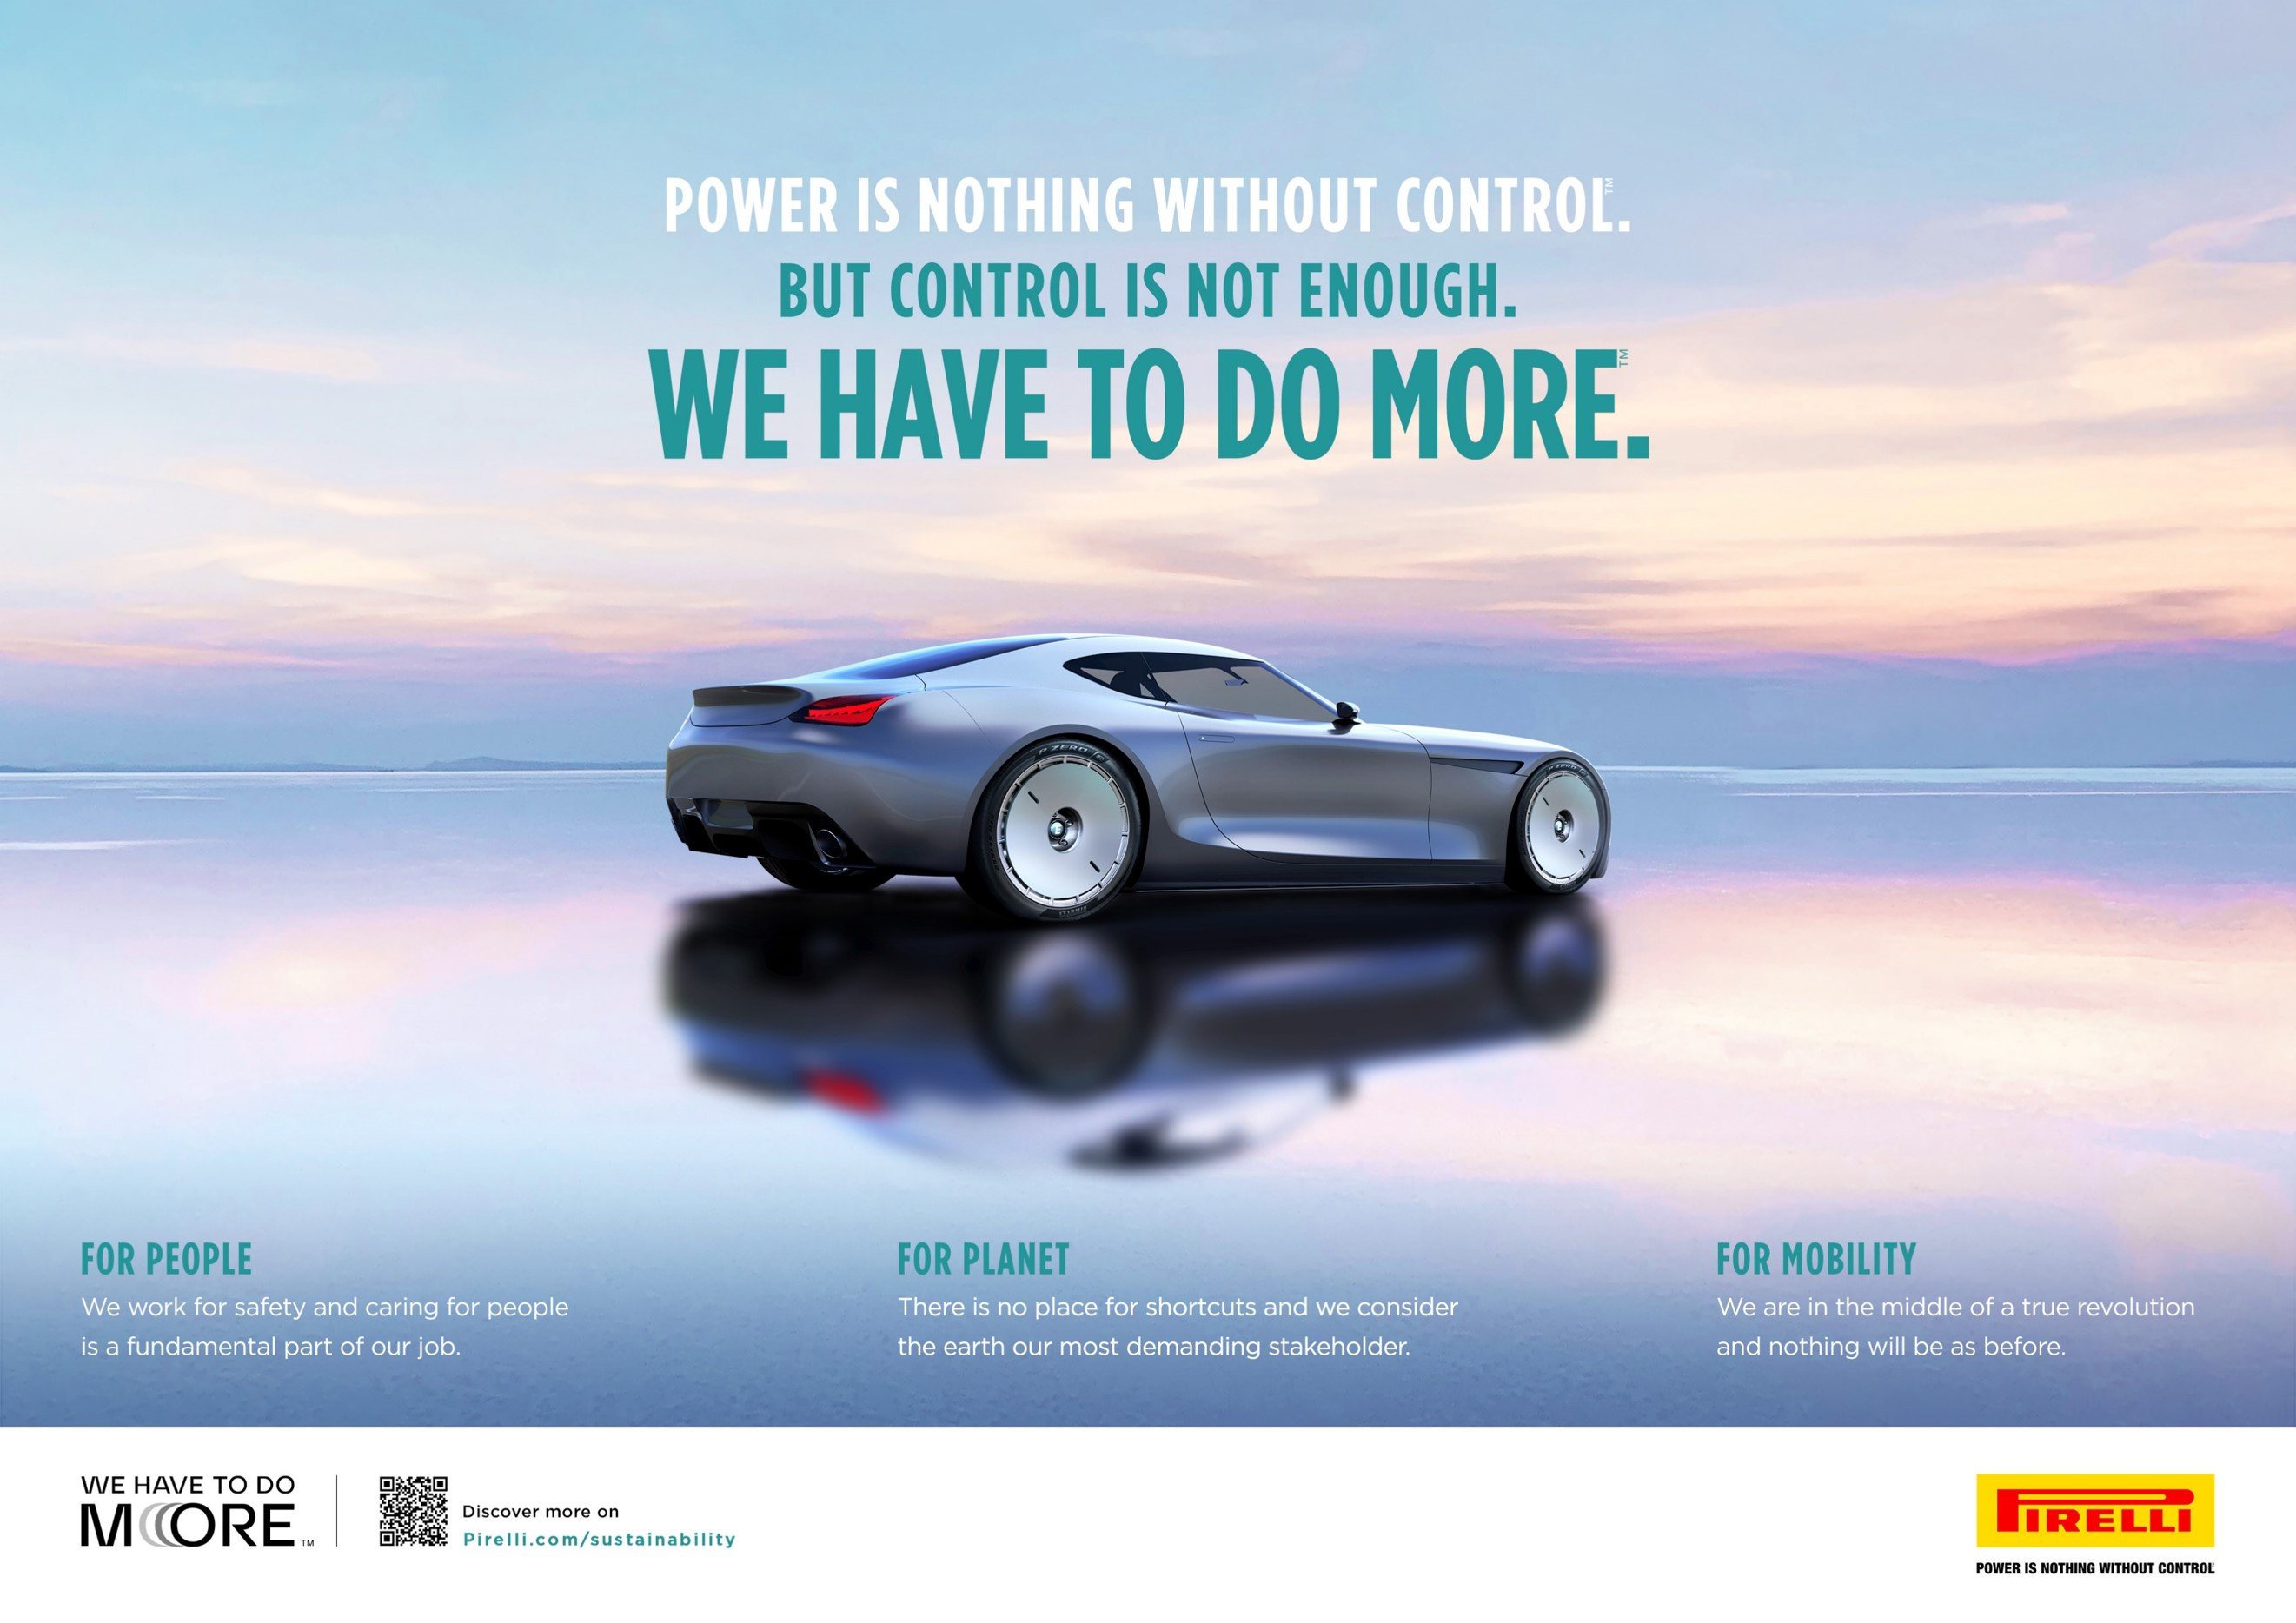 POWER IS NOTHING WITHOUT CONTROL™.
BUT CONTROL IS NOT ENOUGH.
WE HAVE TO DO MORE™.
P ZERO
P ZERO
PIRELLI
FOR PEOPLE
We work for safety and caring for people
is a fundamental part of our job.
FOR PLANET
There is no place for shortcuts and we consider
the earth our most demanding stakeholder.
FOR MOBILITY
We are in the middle of a true revolution
and nothing will be as before.
WE HAVE TO DO
MORE™
Discover more on
Pirelli.com/sustainability
PIRELLI
POWER IS NOTHING WITHOUT CONTROL